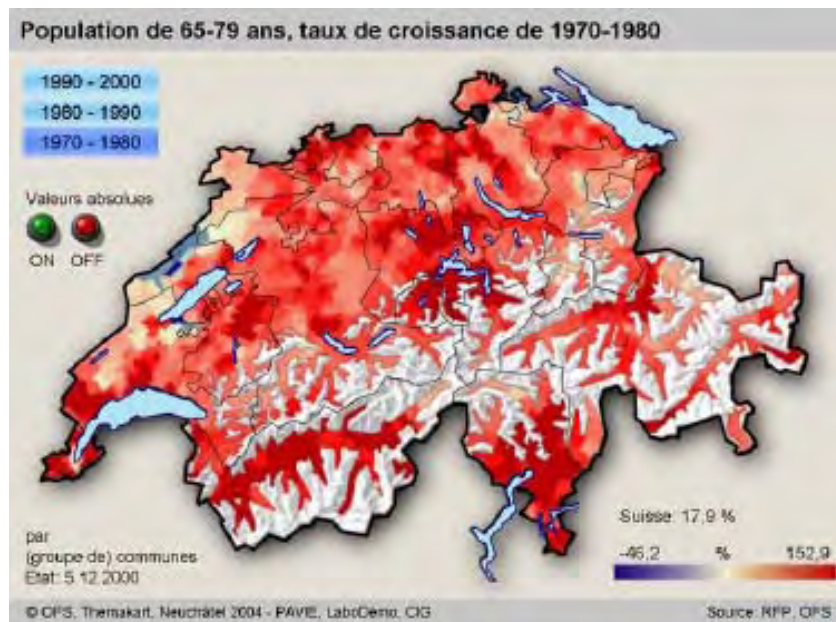 Population de 65-79 ans, taux de croissance de 1970-1980
1990 - 2000
1980 - 1990
1970 - 1980
Valeurs absolues
ON OFF
Suisse: 17,9 %
par
(groupe de) communes
Etat: 5.12.2000
-46,2 % 152,9
© OFS, Themakart, Neuchâtel 2004 - PAVIE, LaboDemo, CIG
Source: RFP, OFS